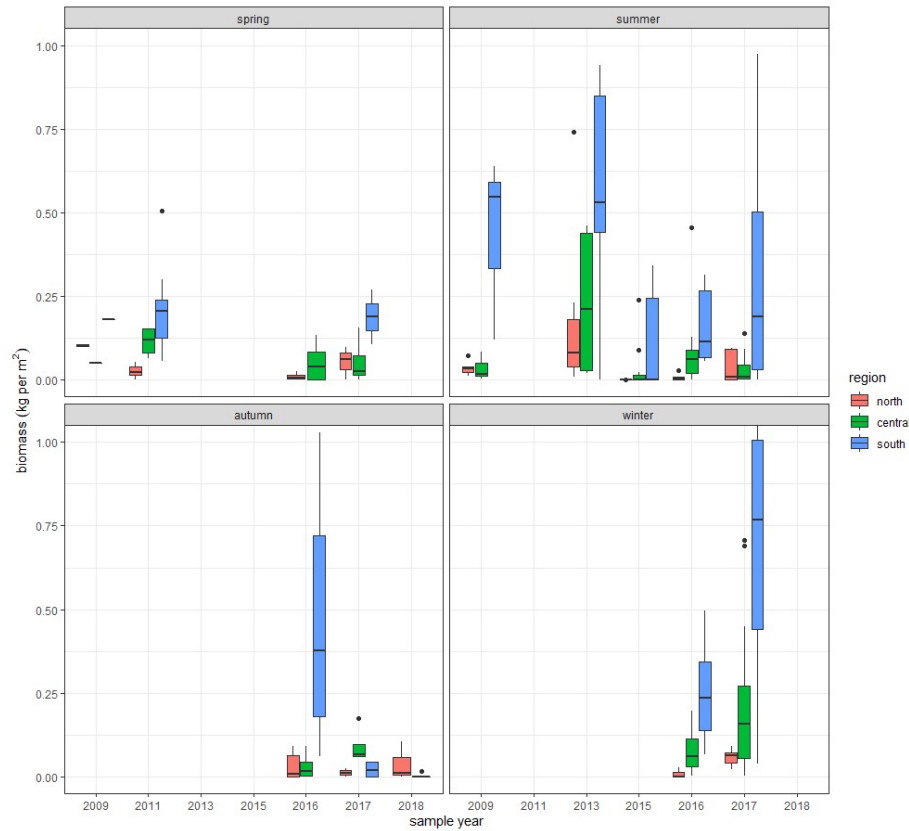 spring
summer
1.00
0.75
0.50
0.25
0.00
autumn
winter
1.00
0.75
0.50
0.25
0.00
2009 2011 2013 2015 2016 2017 2018
2009 2011 2013 2015 2016 2017 2018
sample year
biomass (kg per m²)
region
north
central
south